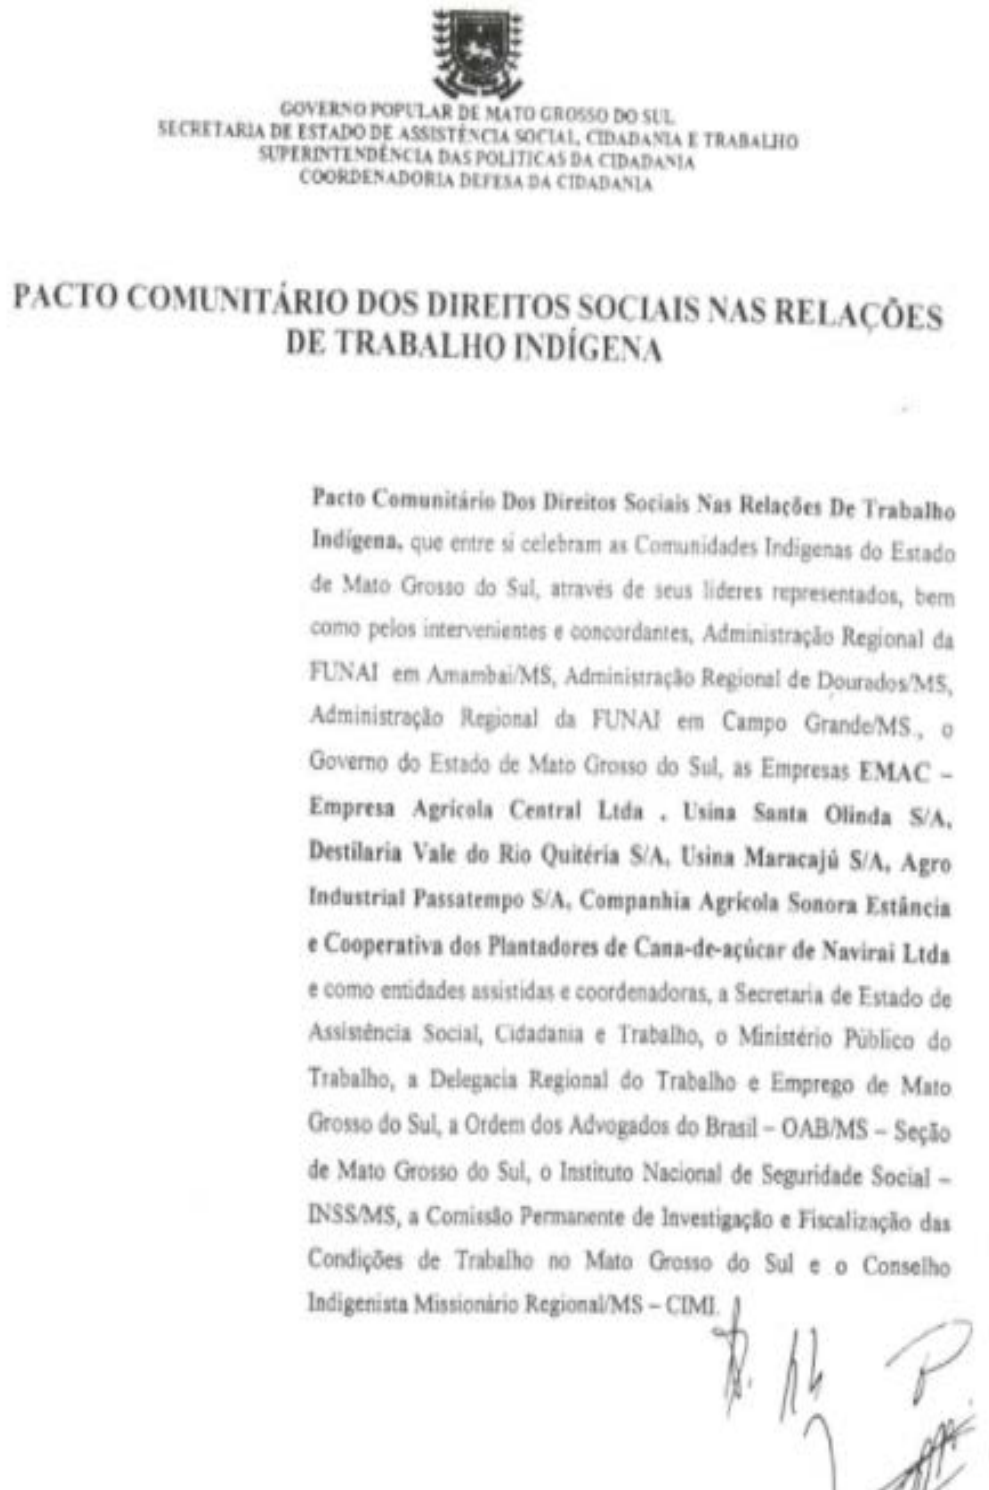 GOVERNO POPULAR DE MATO GROSSO DO SUL
SECRETARIA DE ESTADO DE ASSISTÊNCIA SOCIAL, CIDADANIA E TRABALHO
SUPERINTENDÊNCIA DAS POLÍTICAS DA CIDADANIA
COORDENADORIA DEFESA DA CIDADANIA
PACTO COMUNITÁRIO DOS DIREITOS SOCIAIS NAS RELAÇÕES
DE TRABALHO INDÍGENA
Pacto Comunitário Dos Direitos Sociais Nas Relações De Trabalho
Indígena, que entre si celebram as Comunidades Indígenas do Estado
de Mato Grosso do Sul, através de seus líderes representados, bem
como pelos intervenientes e concordantes, Administração Regional da
FUNAI em Amambai/MS, Administração Regional de Dourados/MS,
Administração Regional da FUNAI em Campo Grande/MS., o
Governo do Estado de Mato Grosso do Sul, as Empresas EMAC –
Empresa Agrícola Central Ltda . Usina Santa Olinda S/A,
Destilaria Vale do Rio Quitéria S/A, Usina Maracajú S/A, Agro
Industrial Passatempo S/A, Companhia Agrícola Sonora Estância
e Cooperativa dos Plantadores de Cana-de-açúcar de Navirai Ltda
e como entidades assistidas e coordenadoras, a Secretaria de Estado de
Assistência Social, Cidadania e Trabalho, o Ministério Público do
Trabalho, a Delegacia Regional do Trabalho e Emprego de Mato
Grosso do Sul, a Ordem dos Advogados do Brasil – OAB/MS – Seção
de Mato Grosso do Sul, o Instituto Nacional de Seguridade Social –
INSS/MS, a Comissão Permanente de Investigação e Fiscalização das
Condições de Trabalho no Mato Grosso do Sul e o Conselho
Indigenista Missionário Regional/MS – CIMI.